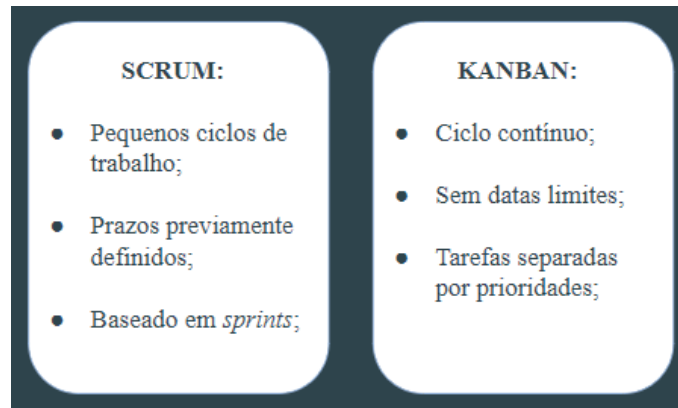 SCRUM:
● Pequenos ciclos de
trabalho;
● Prazos previamente
definidos;
● Baseado em sprints;
KANBAN:
● Ciclo contínuo;
● Sem datas limites;
● Tarefas separadas
por prioridades;